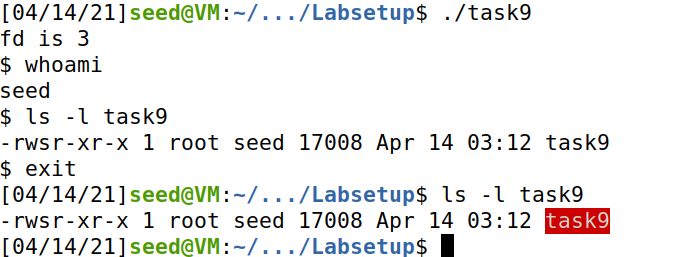 [04/14/21]seed@VM:~/.../Labsetup$ ./task9
fd is 3
$ whoami
seed
$ ls -l task9
-rwsr-xr-x 1 root seed 17008 Apr 14 03:12 task9
$ exit
[04/14/21]seed@VM:~/.../Labsetup$ ls -l task9
-rwsr-xr-x 1 root seed 17008 Apr 14 03:12 task9
[04/14/21]seed@VM:~/.../Labsetup$